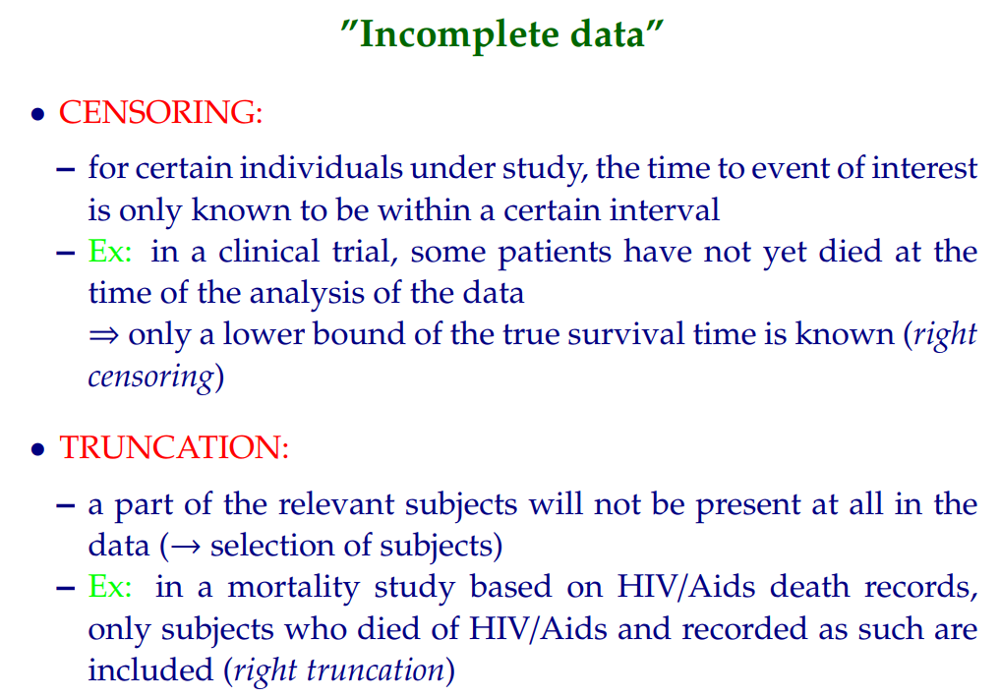 ”Incomplete data”
• CENSORING:
– for certain individuals under study, the time to event of interest
is only known to be within a certain interval
– Ex: in a clinical trial, some patients have not yet died at the
time of the analysis of the data
⇒ only a lower bound of the true survival time is known (right
censoring)
• TRUNCATION:
– a part of the relevant subjects will not be present at all in the
data (→ selection of subjects)
– Ex: in a mortality study based on HIV/Aids death records,
only subjects who died of HIV/Aids and recorded as such are
included (right truncation)